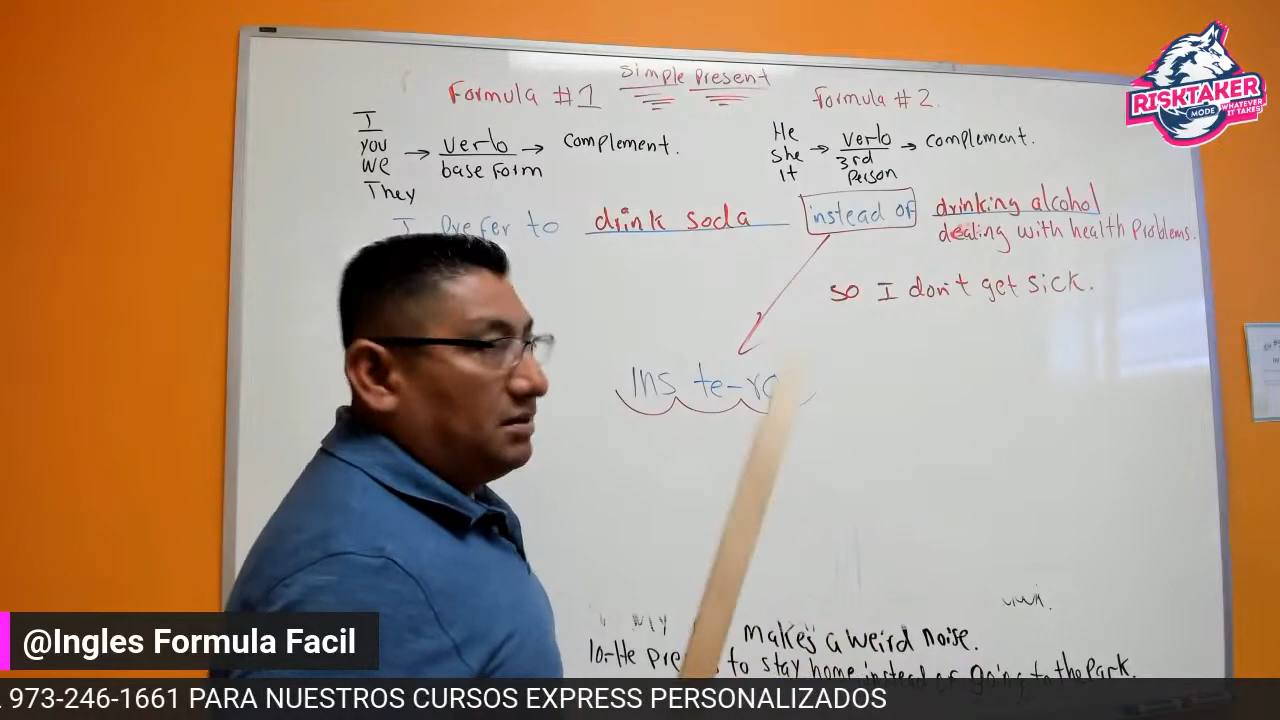 simple present
Formula #1
Formula #2.
I
you
we
They
→ verbo → complement.
base Form
He
she
It
→ verbo → complement.
3rd
Person
I prefer to drink soda instead of drinking alcohol
dealing with health problems.
so I don't get sick.
Ins te-
makes a weird noise.
10-He to stay home instead of going to the Park.
RISKTAKER
MODE
WHATEVER
IT TAKES!
@Ingles Formula Facil
973-246-1661 PARA NUESTROS CURSOS EXPRESS PERSONALIZADOS